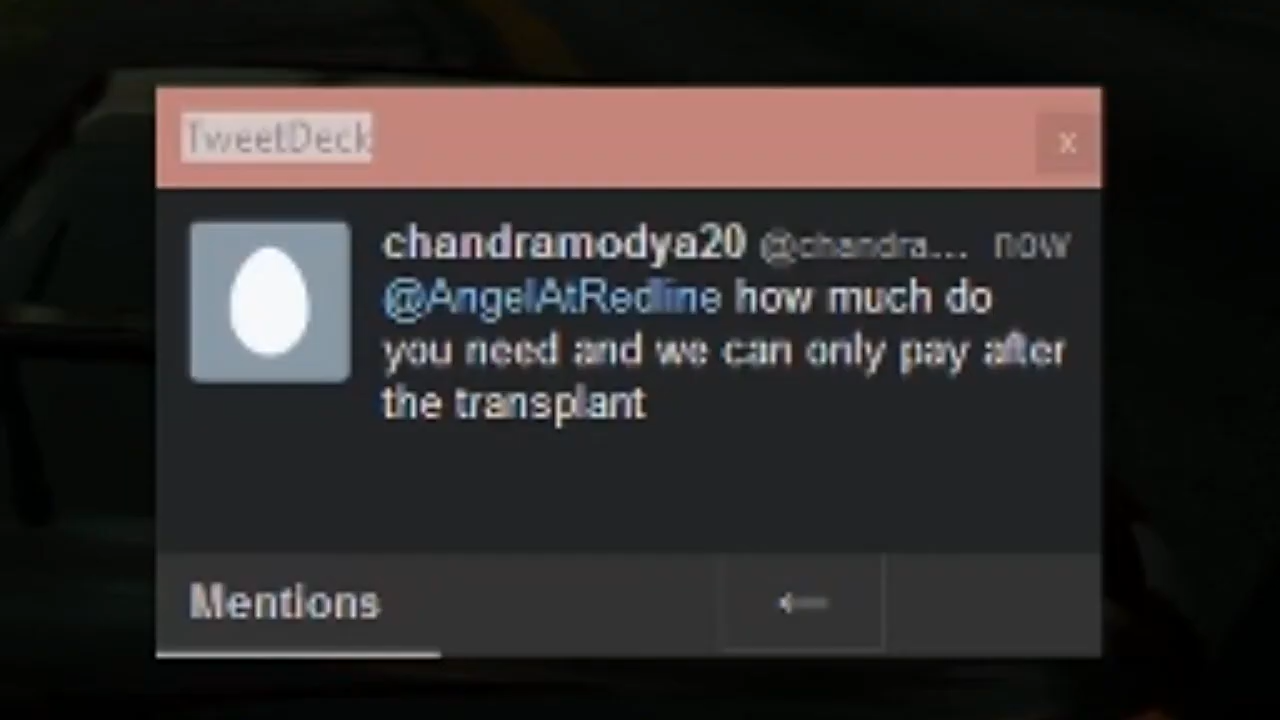 TweetDeck x
chandramodya20 @chandra... now
@AngelAtRedline how much do
you need and we can only pay after
the transplant
Mentions